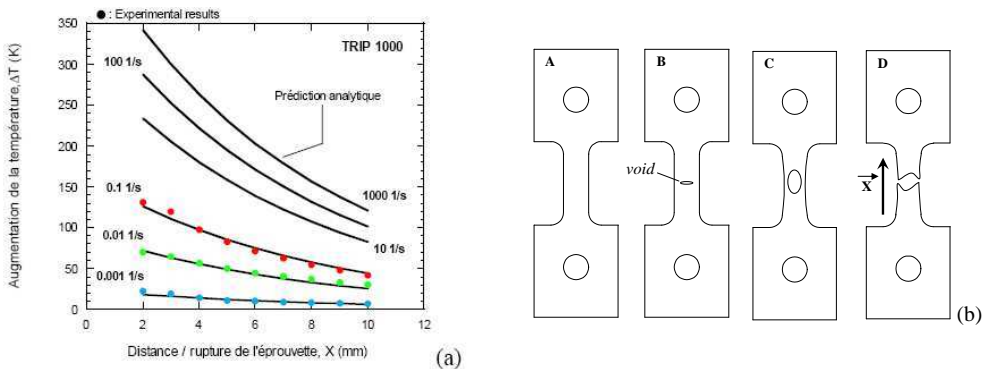 ● : Experimental results
Augmentation de la température,ΔT (K)
350
300
250
200
150
100
50
0
TRIP 1000
100 1/s
Prédiction analytique
1000 1/s
10 1/s
0.1 1/s
0.01 1/s
0.001 1/s
0 2 4 6 8 10 12
Distance / rupture de l'éprouvette, X (mm)
(a)
A B C D
void
X
(b)